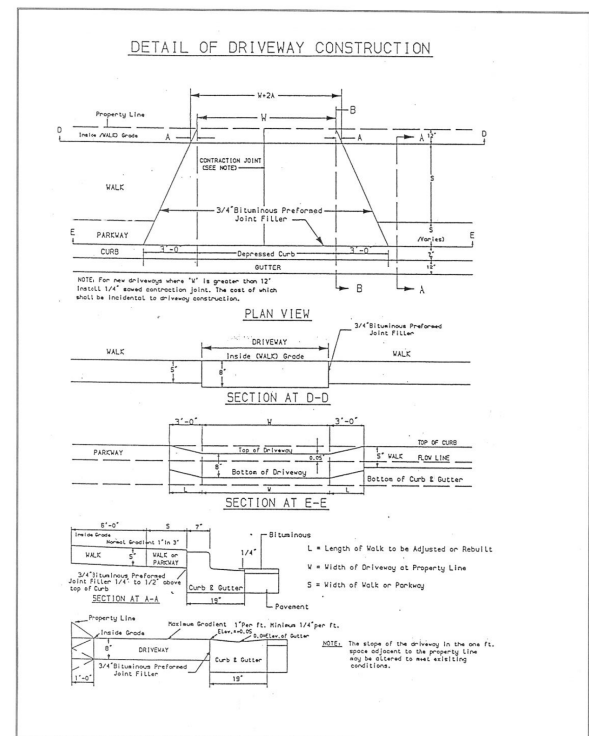 DETAIL OF DRIVEWAY CONSTRUCTION
W+2A
B
W
Property Line
D
D
Inside (WALK) Grade
A
A
A
12"
CONTRACTION JOINT
(SEE NOTE)
S
WALK
3/4"Bituminous Preformed
Joint Filler
S
PARKWAY
(Varies)
E
E
CURB
3'-0"
Depressed Curb
3'-0"
7"
GUTTER
12"
NOTE: For new driveways where "W" is greater than 12'
Install 1/4" sawed contraction joint. The cost of which
shall be incidental to driveway construction.
B
A
PLAN VIEW
3/4"Bituminous Preformed
Joint Filler
DRIVEWAY
WALK
Inside (WALK) Grade
WALK
5"
8"
SECTION AT D-D
3'-0"
W
3'-0"
TOP OF CURB
PARKWAY
Top of Driveway
0.05'
5" WALK
FLOW LINE
8"
Bottom of Driveway
Bottom of Curb & Gutter
L
W
L
SECTION AT E-E
6'-0"
S
7"
Inside Grade
Bituminous
Normal Gradient 1"in 3"
1/4"
WALK
5"
WALK OR
PARKWAY
3/4"Bituminous Preformed
Joint Filler 1/4" to 1/2" above
top of Curb
Curb & Gutter
SECTION AT A-A
19"
Pavement
L = Length of Walk to be Adjusted or Rebuilt
W = Width of Driveway at Property Line
S = Width of Walk or Parkway
Property Line
Maximum Gradient 1"Per ft. Minimum 1/4"per ft.
Inside Grade
of Gutter
8"
DRIVEWAY
Curb & Gutter
3/4"Bituminous Preformed
Joint Filler
1'-0"
19"
NOTE: The slope of the driveway in the one ft.
space adjacent to the property line
may be altered to meet exisiting
conditions.